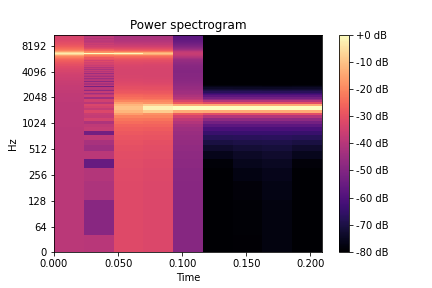 Power spectrogram
8192
4096
2048
1024
512
256
128
64
0
Hz
0.000 0.050 0.100 0.150 0.200
Time
+0 dB
-10 dB
-20 dB
-30 dB
-40 dB
-50 dB
-60 dB
-70 dB
-80 dB